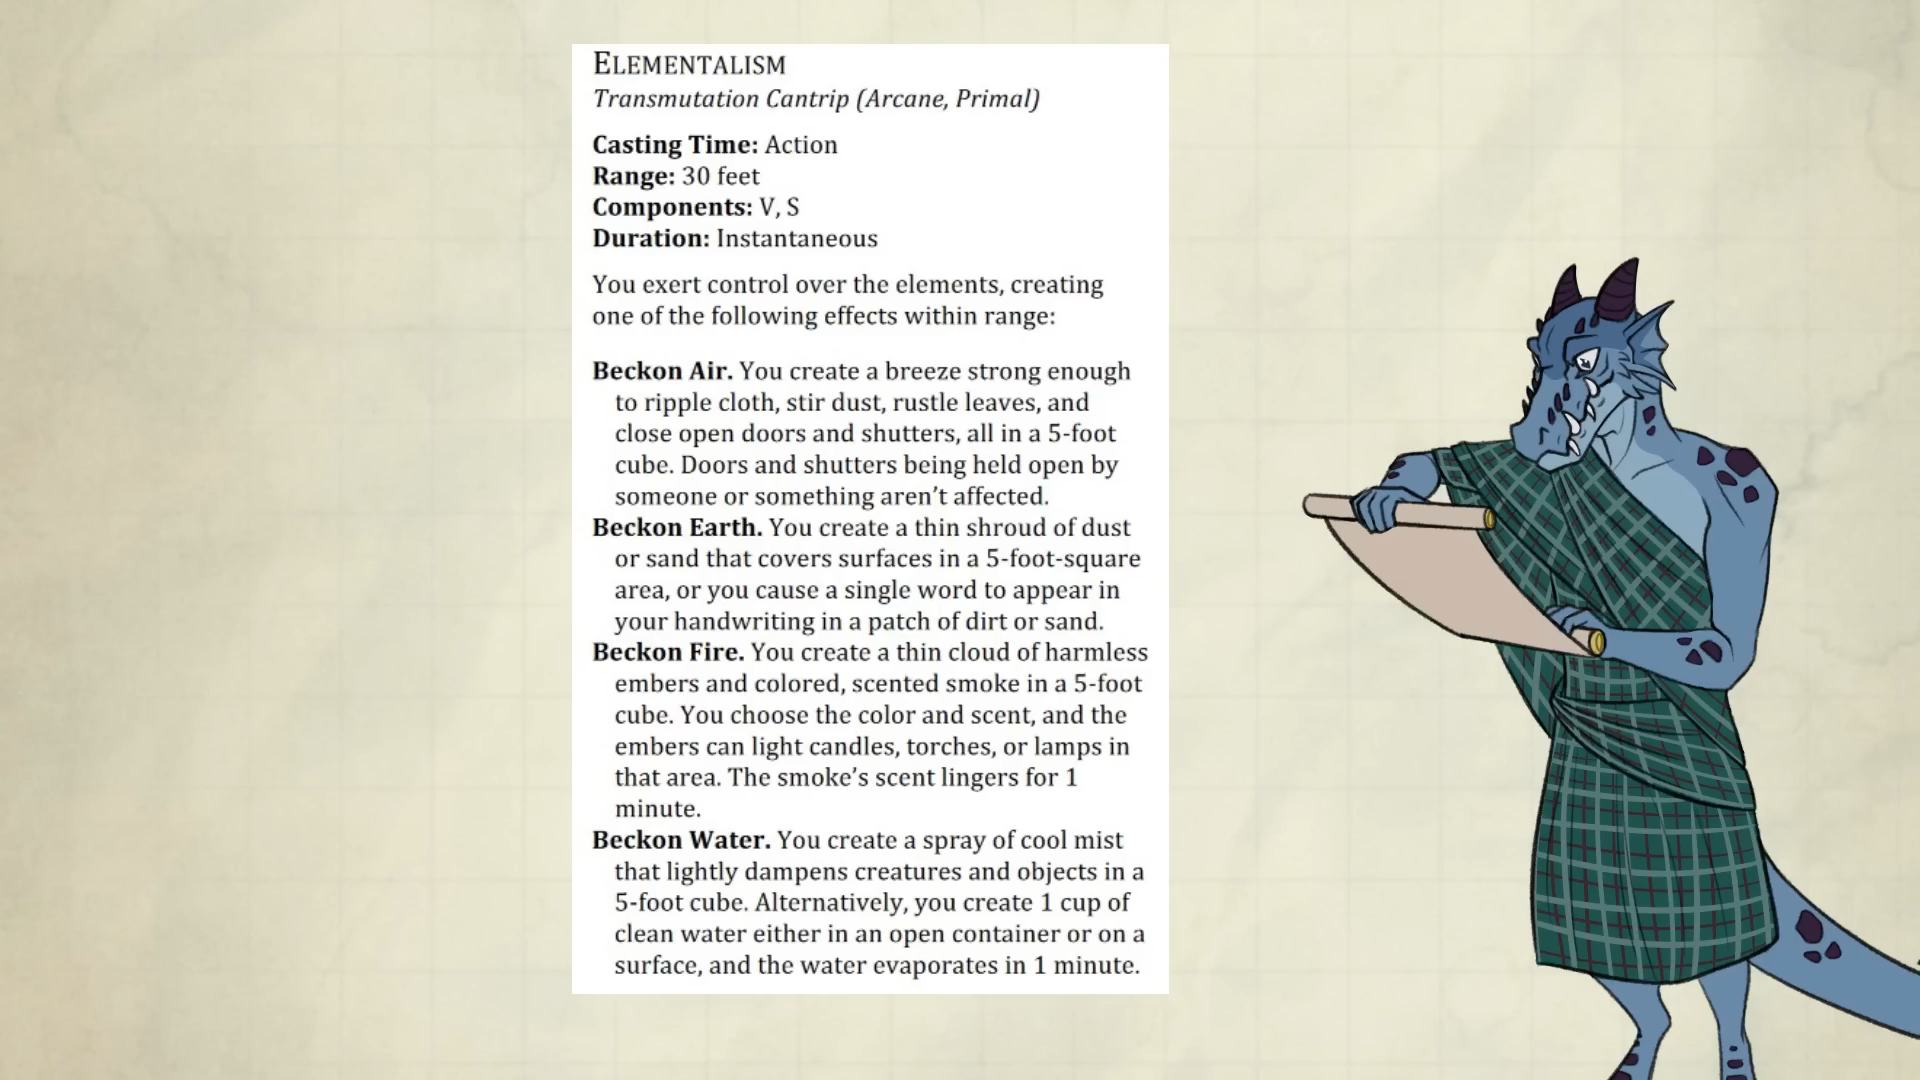 ELEMENTALISM
Transmutation Cantrip (Arcane, Primal)
Casting Time: Action
Range: 30 feet
Components: V, S
Duration: Instantaneous
You exert control over the elements, creating
one of the following effects within range:
Beckon Air. You create a breeze strong enough
to ripple cloth, stir dust, rustle leaves, and
close open doors and shutters, all in a 5-foot
cube. Doors and shutters being held open by
someone or something aren’t affected.
Beckon Earth. You create a thin shroud of dust
or sand that covers surfaces in a 5-foot-square
area, or you cause a single word to appear in
your handwriting in a patch of dirt or sand.
Beckon Fire. You create a thin cloud of harmless
embers and colored, scented smoke in a 5-foot
cube. You choose the color and scent, and the
embers can light candles, torches, or lamps in
that area. The smoke’s scent lingers for 1
minute.
Beckon Water. You create a spray of cool mist
that lightly dampens creatures and objects in a
5-foot cube. Alternatively, you create 1 cup of
clean water either in an open container or on a
surface, and the water evaporates in 1 minute.